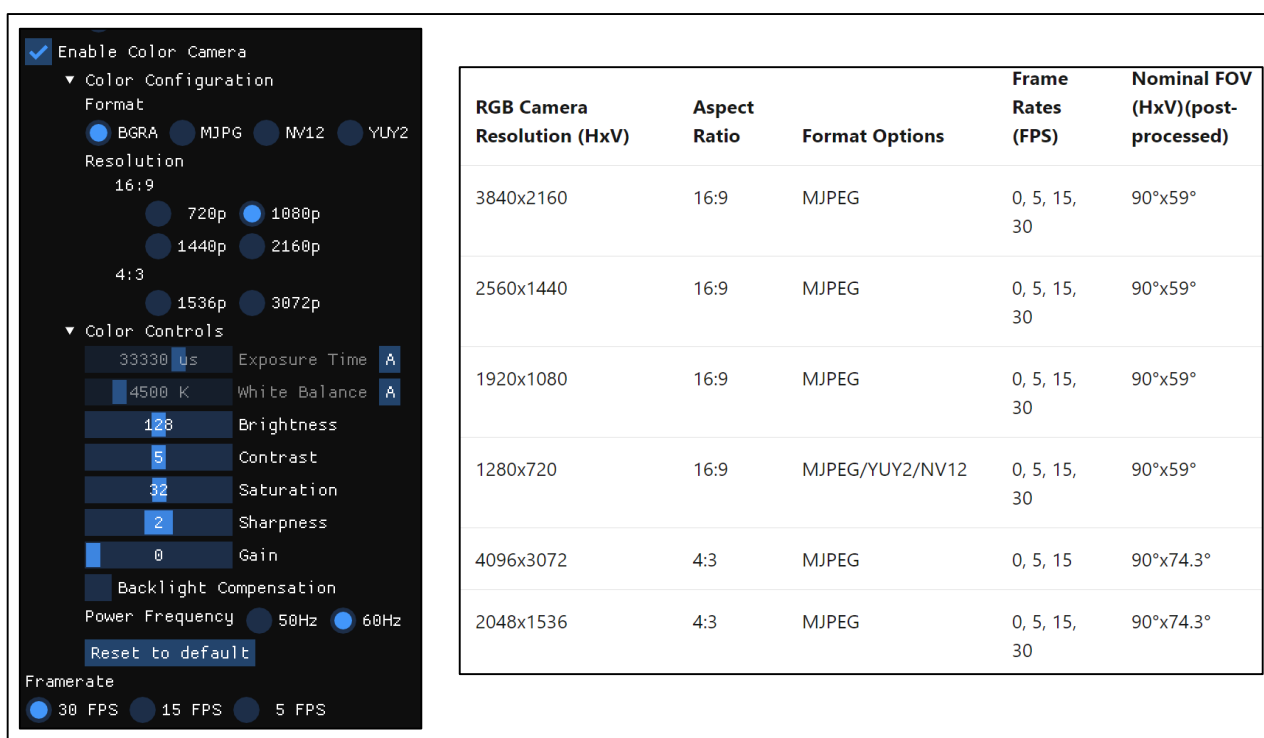 Enable Color Camera
▼ Color Configuration
Format
BGRA MJPG NV12 YUY2
Resolution
16:9
720p 1080p
1440p 2160p
4:3
1536p 3072p
▼ Color Controls
33330 us Exposure Time A
4500 K White Balance A
128 Brightness
5 Contrast
32 Saturation
2 Sharpness
0 Gain
Backlight Compensation
Power Frequency 50Hz 60Hz
Reset to default
Framerate
30 FPS 15 FPS 5 FPS
RGB Camera
Resolution (HxV)
Aspect
Ratio
Format Options
Frame
Rates
(FPS)
Nominal FOV
(HxV)(post-
processed)
3840x2160 16:9 MJPEG 0, 5, 15, 90°x59°
30
2560x1440 16:9 MJPEG 0, 5, 15, 90°x59°
30
1920x1080 16:9 MJPEG 0, 5, 15, 90°x59°
30
1280x720 16:9 MJPEG/YUY2/NV12 0, 5, 15, 90°x59°
30
4096x3072 4:3 MJPEG 0, 5, 15 90°x74.3°
2048x1536 4:3 MJPEG 0, 5, 15, 90°x74.3°
30